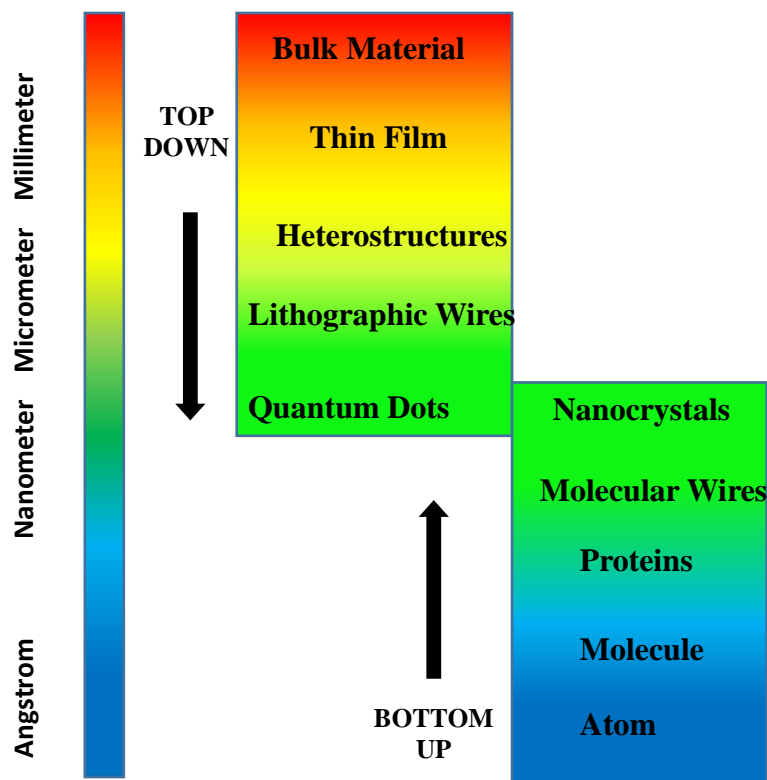 Millimeter
Micrometer
Nanometer
Angstrom
TOP
DOWN
Bulk Material
Thin Film
Heterostructures
Lithographic Wires
Quantum Dots
Nanocrystals
Molecular Wires
Proteins
Molecule
Atom
BOTTOM
UP